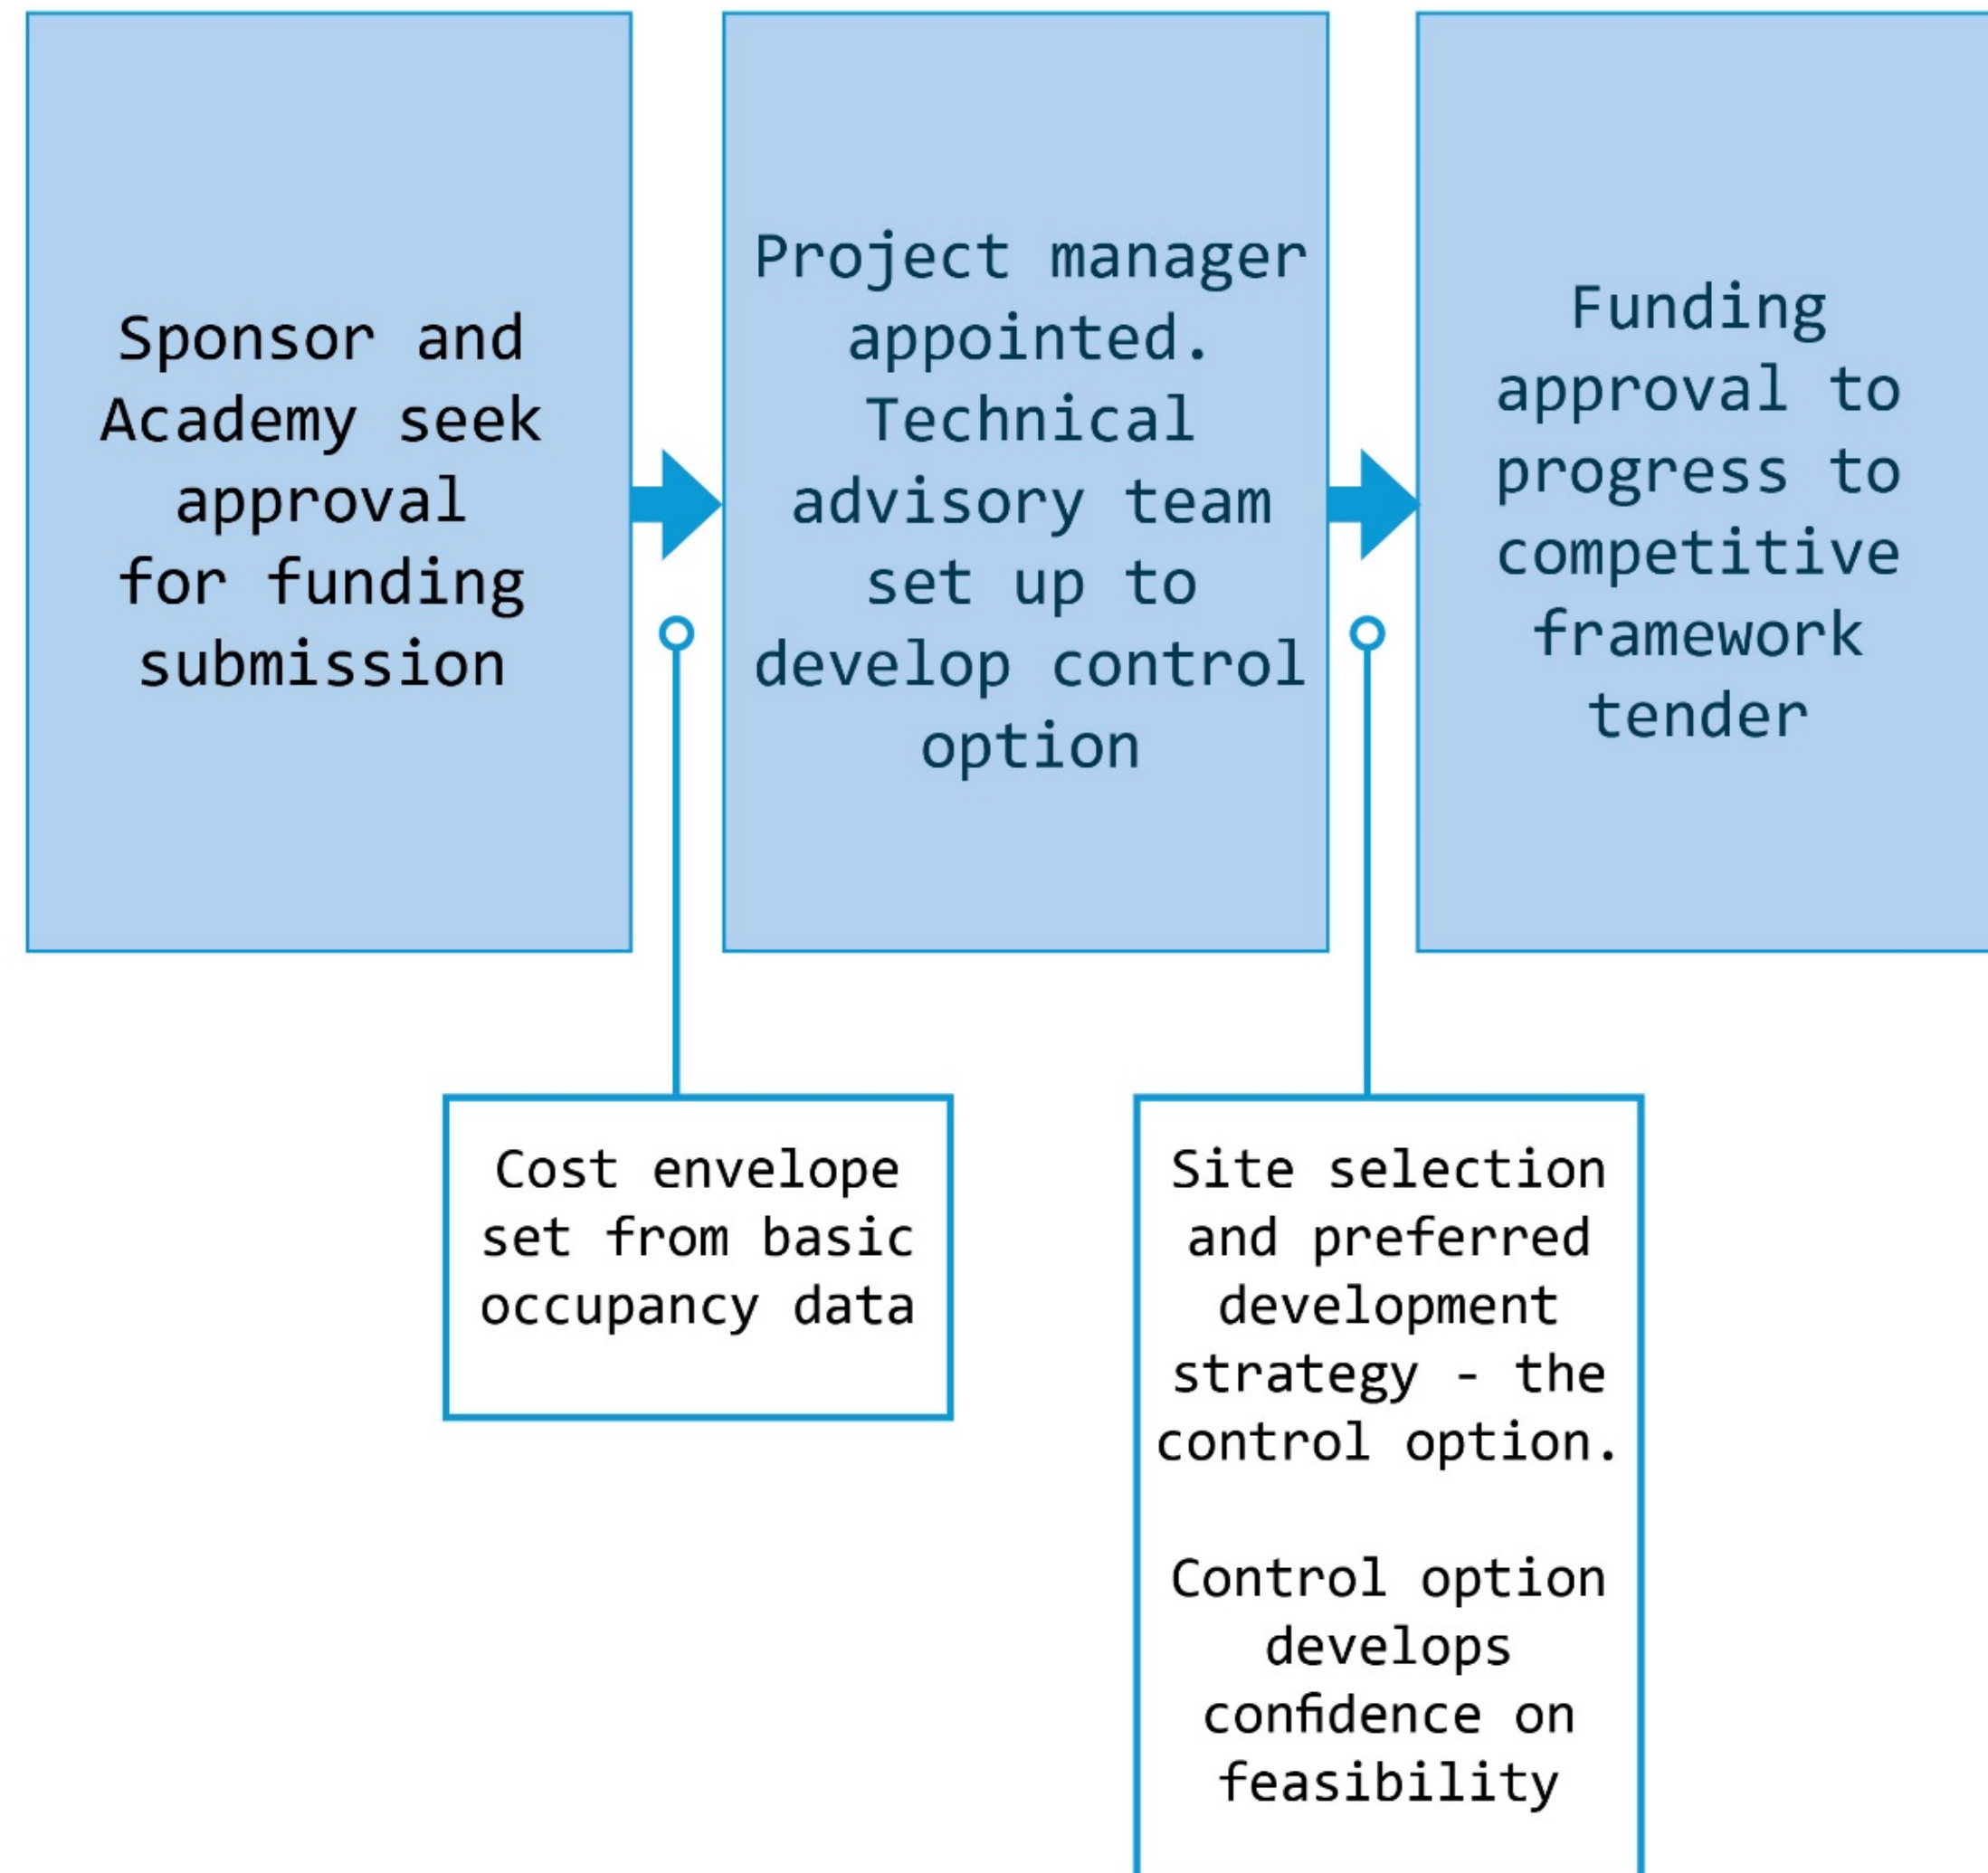 Sponsor and
Academy seek
approval
for funding
submission
Project manager
appointed.
Technical
advisory team
set up to
develop control
option
Funding
approval to
progress to
competitive
framework
tender
Cost envelope
set from basic
occupancy data
Site selection
and preferred
development
strategy - the
control option.
Control option
develops
confidence on
feasibility